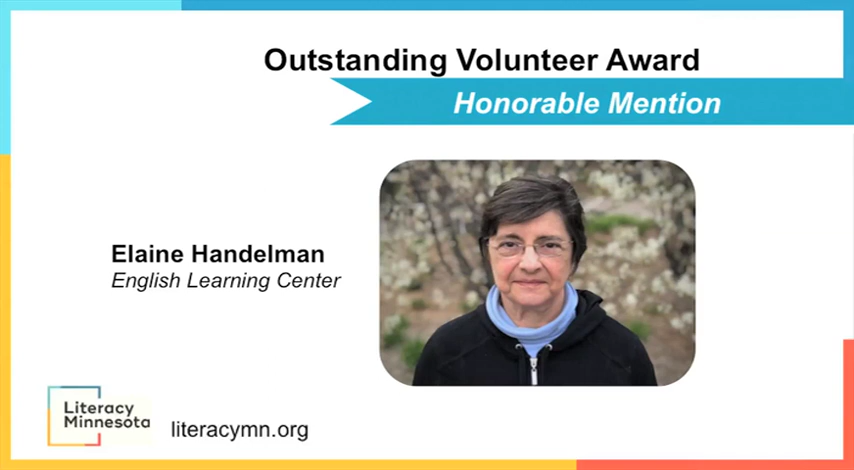 Outstanding Volunteer Award
Honorable Mention
Elaine Handelman
English Learning Center
Literacy
Minnesota
literacymn.org